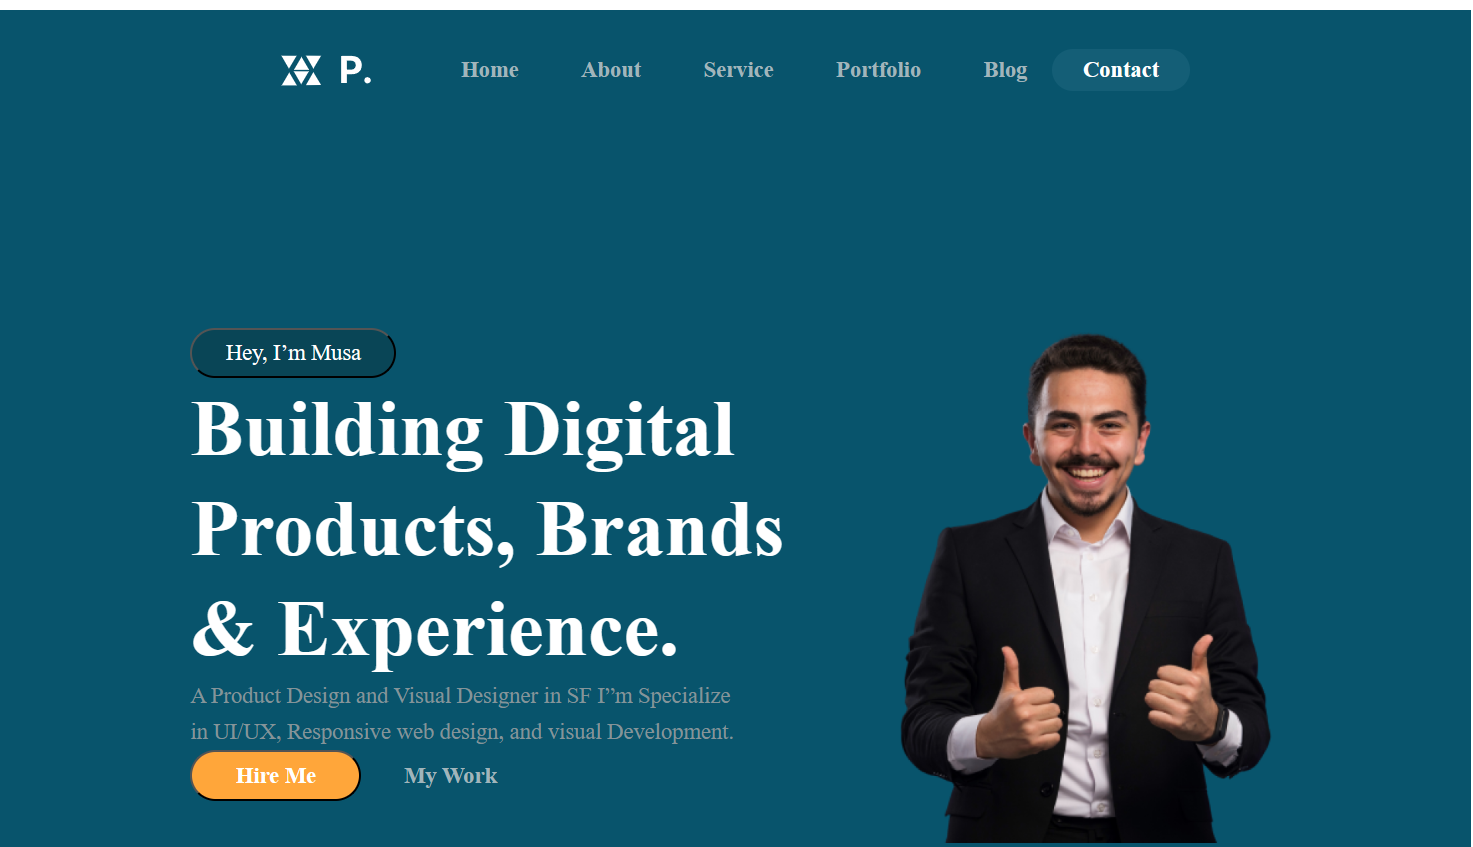 P.
Home About Service Portfolio Blog Contact
Hey, I’m Musa
Building Digital
Products, Brands
& Experience.
A Product Design and Visual Designer in SF I”m Specialize
in UI/UX, Responsive web design, and visual Development.
Hire Me My Work